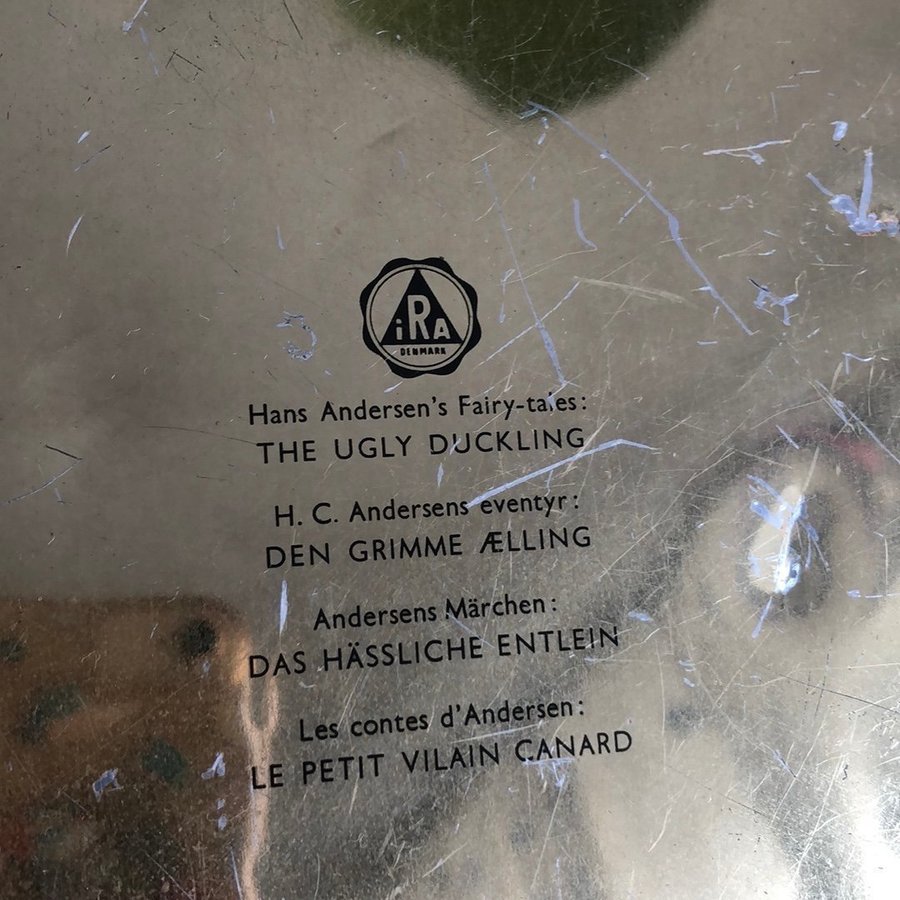 iRA
DENMARK
Hans Andersen's Fairy-tales:
THE UGLY DUCKLING
H. C. Andersens eventyr:
DEN GRIMME ÆLLING
Andersens Märchen:
DAS HÄSSLICHE ENTLEIN
Les contes d'Andersen:
LE PETIT VILAIN CANARD